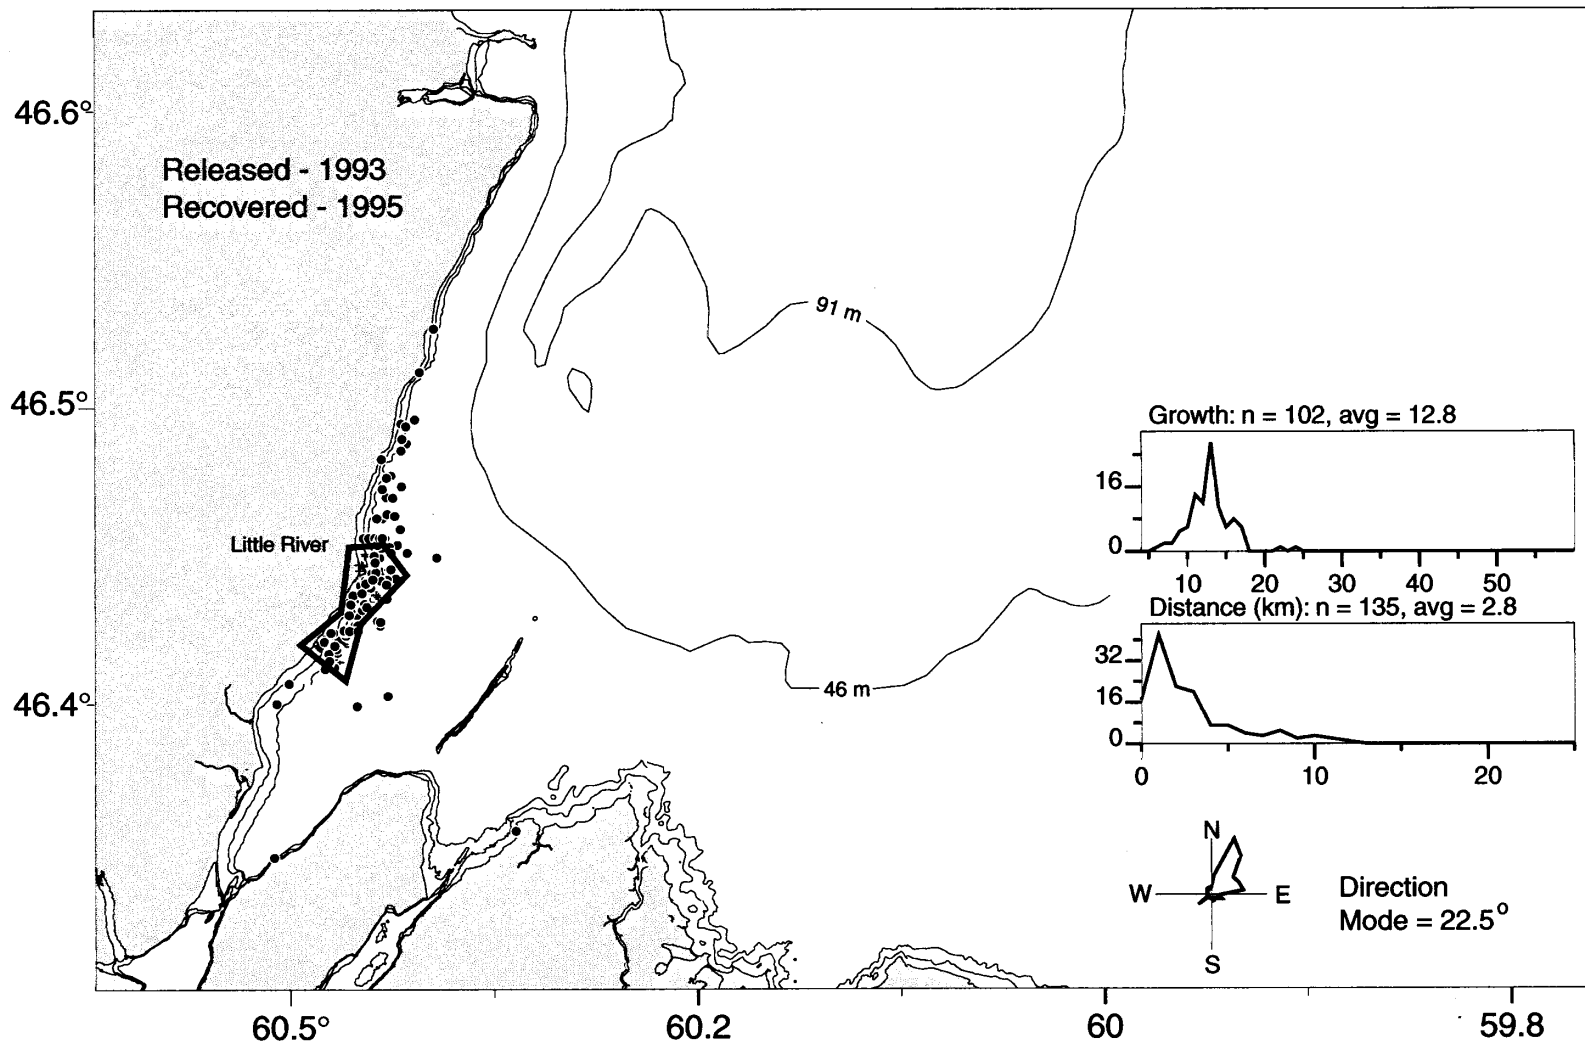 46.6°
Released - 1993
Recovered - 1995
91 m
46.5°
Growth: n = 102, avg = 12.8
16
0
10 20 30 40 50
Little River
Distance (km): n = 135, avg = 2.8
32
16
0
0 10 20
46 m
46.4°
N
W E
S
Direction
Mode = 22.5°
60.5° 60.2 60 59.8